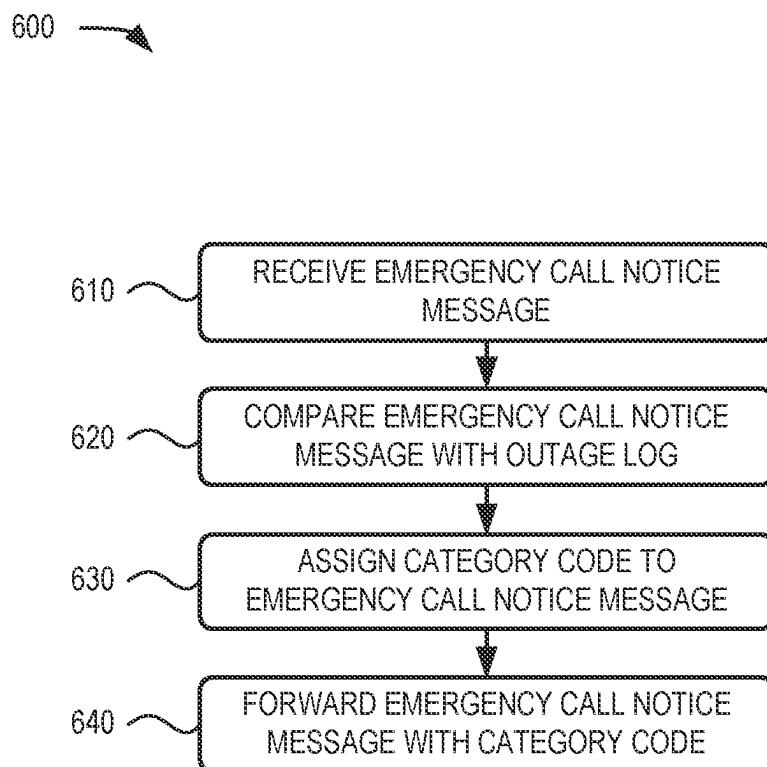 600
610
RECEIVE EMERGENCY CALL NOTICE
MESSAGE
620
COMPARE EMERGENCY CALL NOTICE
MESSAGE WITH OUTAGE LOG
630
ASSIGN CATEGORY CODE TO
EMERGENCY CALL NOTICE MESSAGE
640
FORWARD EMERGENCY CALL NOTICE
MESSAGE WITH CATEGORY CODE